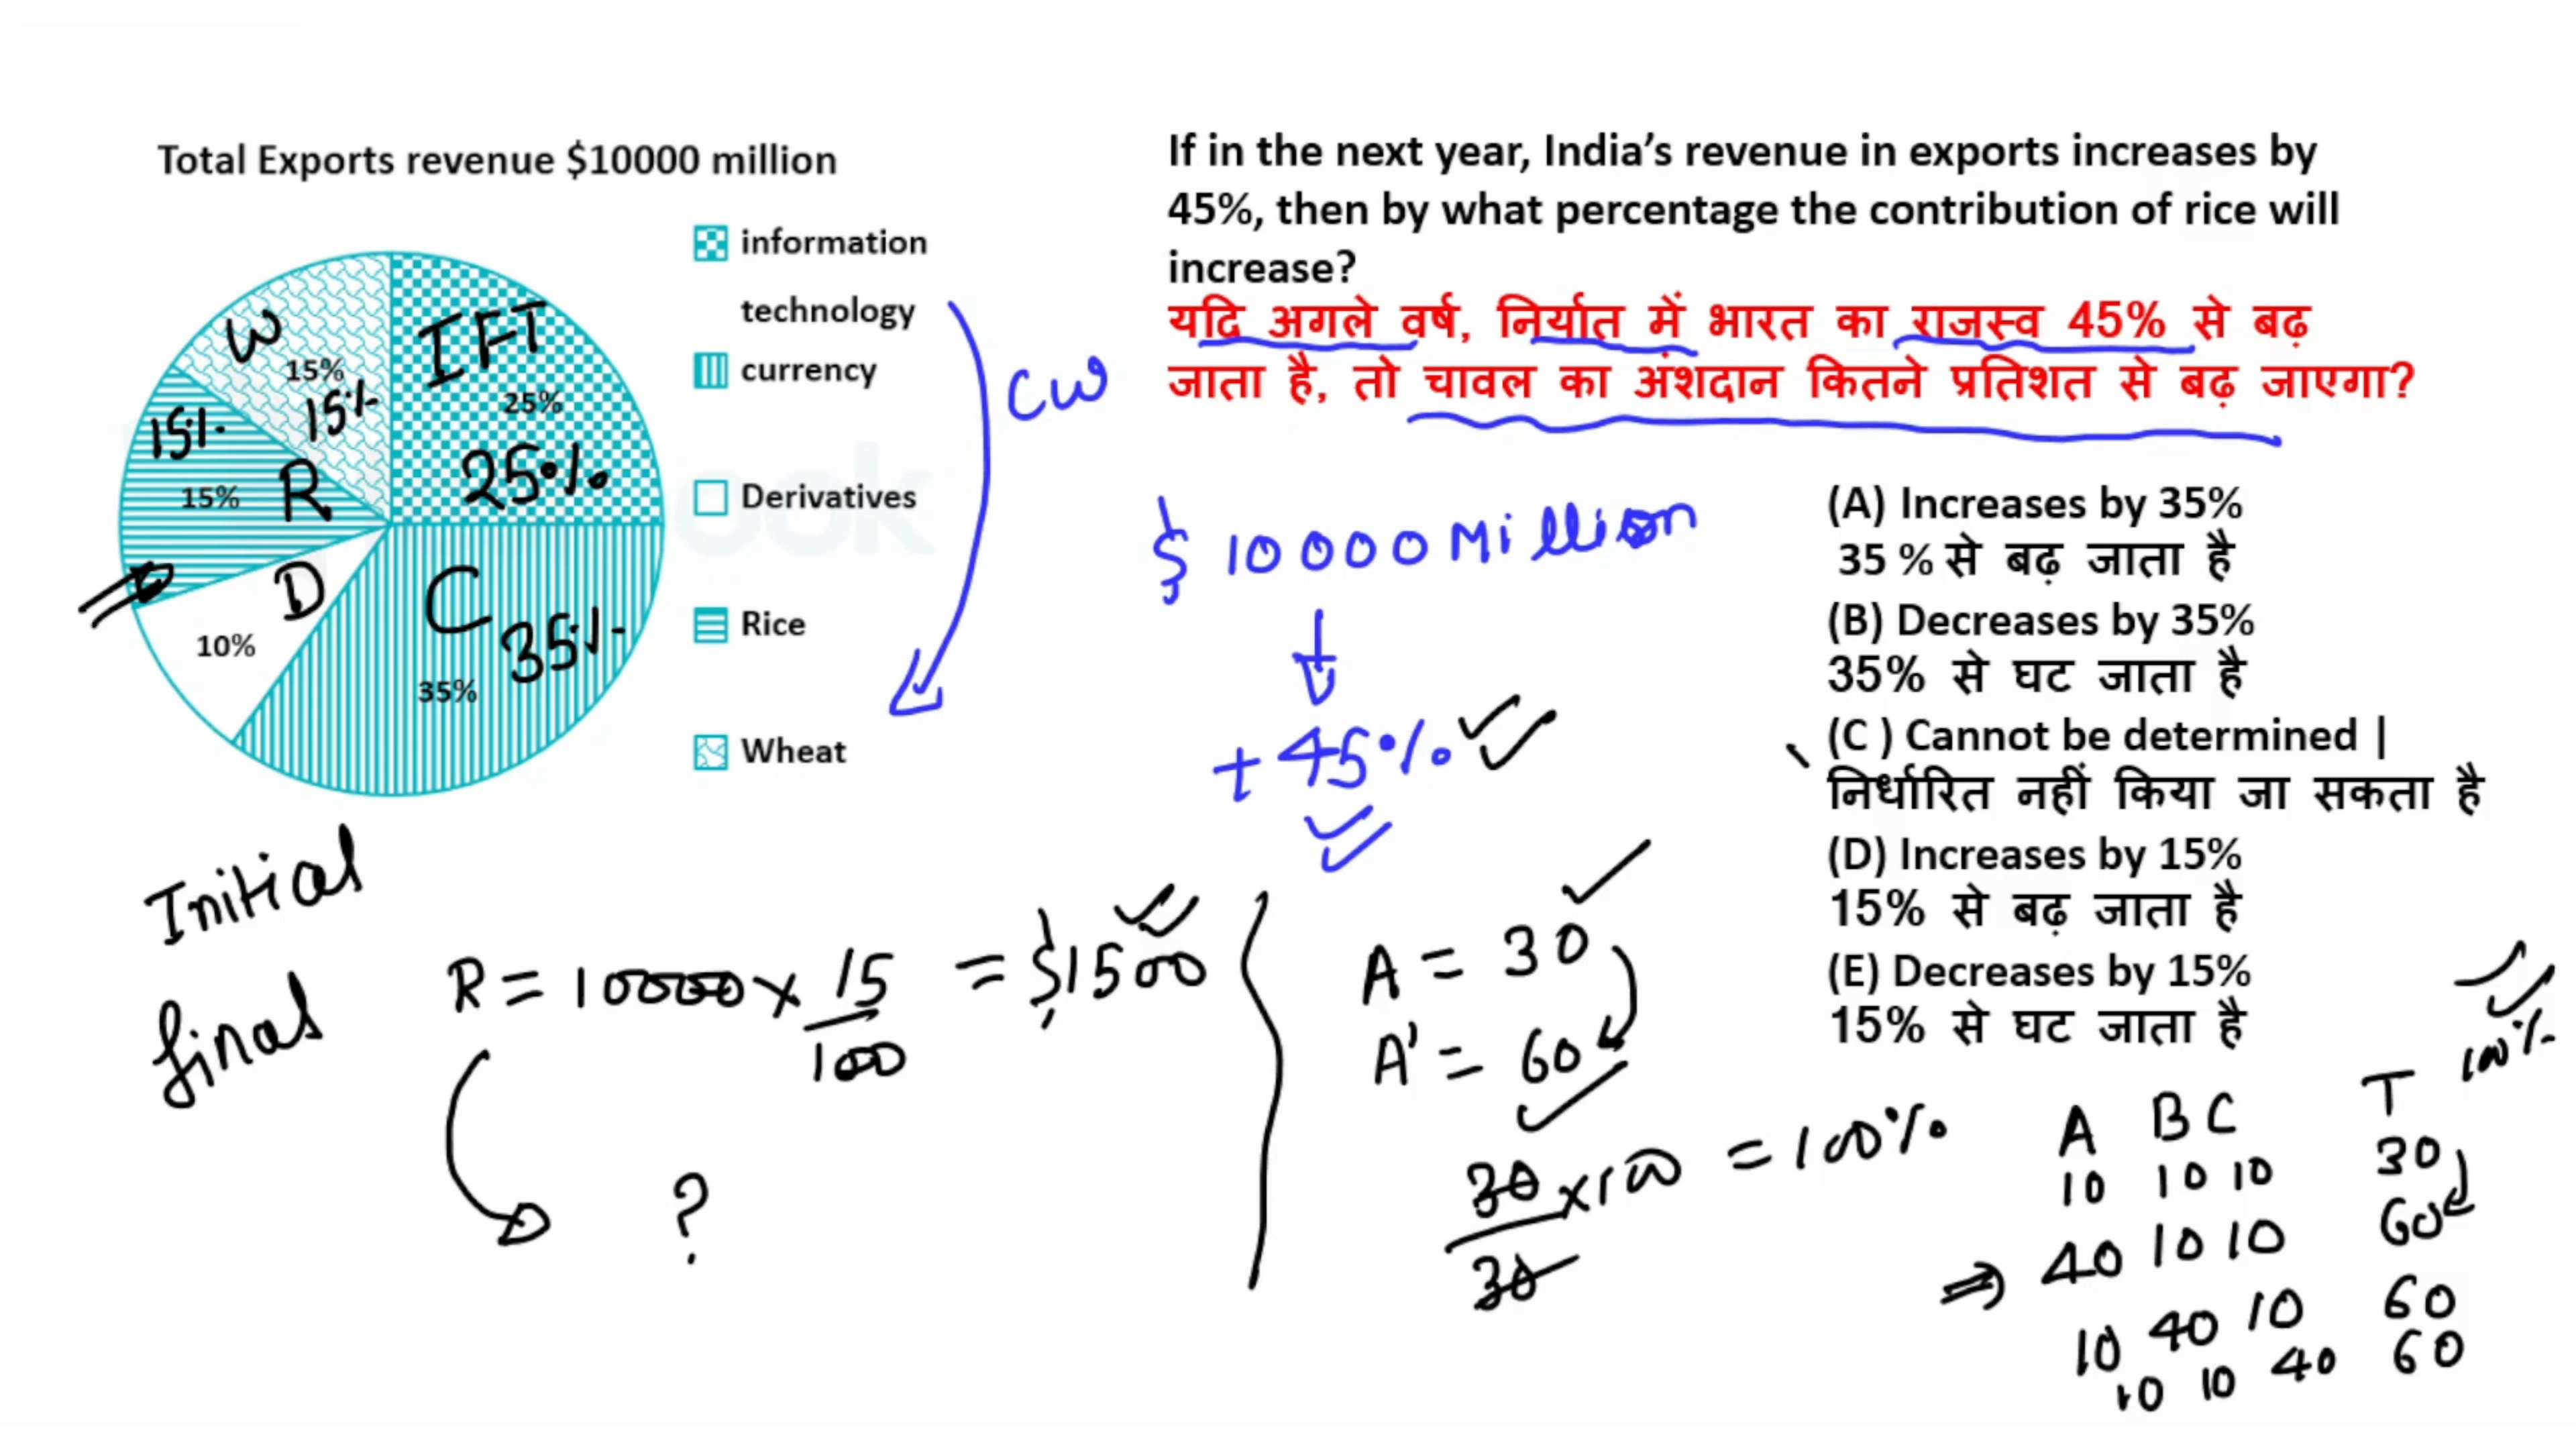 Total Exports revenue $10000 million
information
technology
currency
Derivatives
Rice
Wheat
W
15%
15%
IFT
25%
25%
15%
15%
R
D
10%
C
35%
35%
CW
If in the next year, India's revenue in exports increases by
45%, then by what percentage the contribution of rice will
increase?
यदि अगले वर्ष, निर्यात में भारत का राजस्व 45% से बढ़
जाता है, तो चावल का अंशदान कितने प्रतिशत से बढ़ जाएगा?
$ 10000 Million
+ 45%
(A) Increases by 35%
35 % से बढ़ जाता है
(B) Decreases by 35%
35% से घट जाता है
(C ) Cannot be determined |
निर्धारित नहीं किया जा सकता है
(D) Increases by 15%
15% से बढ़ जाता है
(E) Decreases by 15%
15% से घट जाता है
Initial
final
R = 10000 × 15/100 = $1500
?
A = 30
A' = 60
30/30 × 100 = 100%
100%
A B C T
10 10 10 30
40 10 10 60
10 40 10 60
10 10 40 60